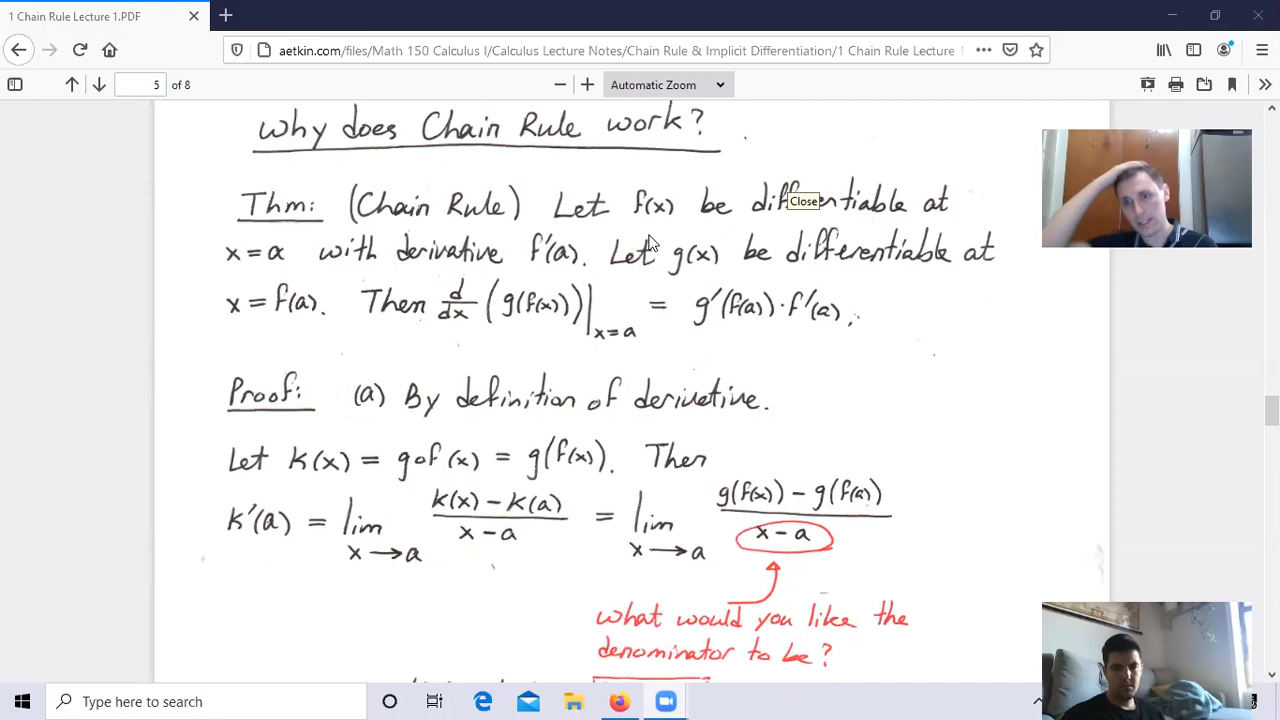 1 Chain Rule Lecture 1.PDF
aetkin.com/files/Math 150 Calculus I/Calculus Lecture Notes/Chain Rule & Implicit Differentiation/1 Chain Rule Lecture 1
5 of 8
Automatic Zoom
Why does Chain Rule work?
Thm: (Chain Rule) Let f(x) be differentiable at
Close
x = a with derivative f'(a). Let g(x) be differentiable at
x = f(a). Then d/dx (g(f(x)))|x=a = g'(f(a)) · f'(a).
Proof: (a) By definition of derivative.
Let k(x) = g∘f(x) = g(f(x)). Then
k'(a) = lim x→a (k(x) - k(a))/(x - a) = lim x→a (g(f(x)) - g(f(a)))/(x - a)
What would you like the
denominator to be?
Type here to search